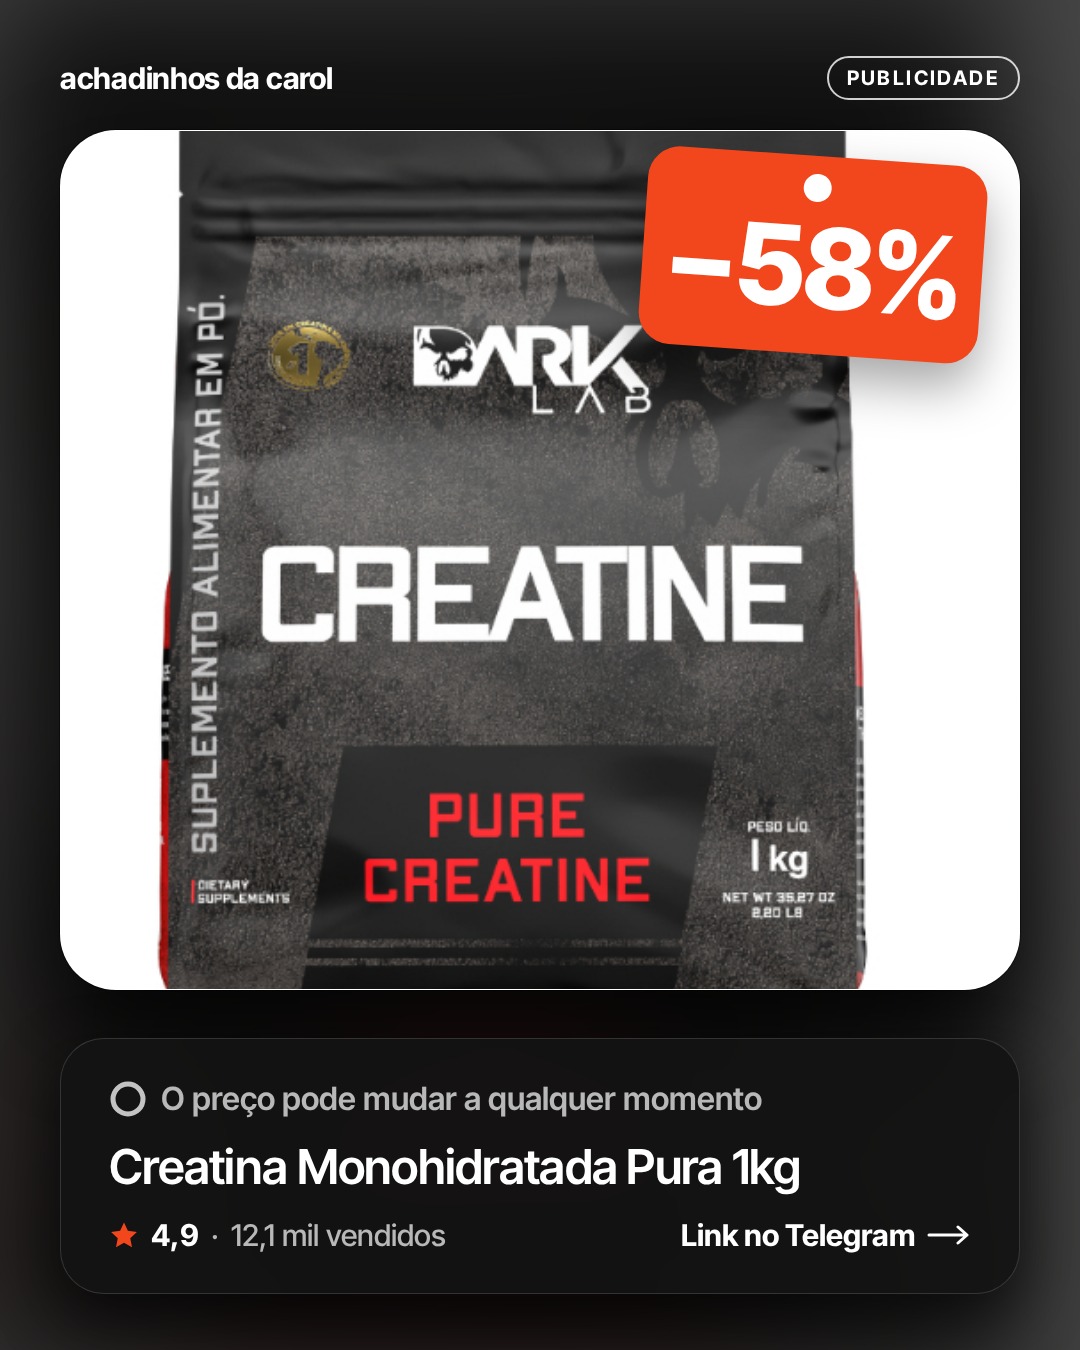 achadinhos da carol
PUBLICIDADE
-58%
DARK
LAB
SUPLEMENTO ALIMENTAR EM PÓ.
CREATINE
PURE
CREATINE
PESO LÍQ.
1 kg
NET WT 35,27 OZ
2,20 LB
DIETARY
SUPPLEMENTS
O preço pode mudar a qualquer momento
Creatina Monohidratada Pura 1kg
4,9 · 12,1 mil vendidos
Link no Telegram →